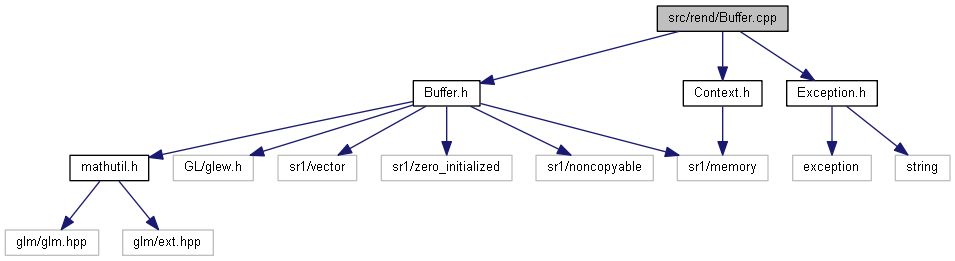 src/rend/Buffer.cpp
Buffer.h
Context.h
Exception.h
mathutil.h
GL/glew.h
sr1/vector
sr1/zero_initialized
sr1/noncopyable
sr1/memory
exception
string
glm/glm.hpp
glm/ext.hpp